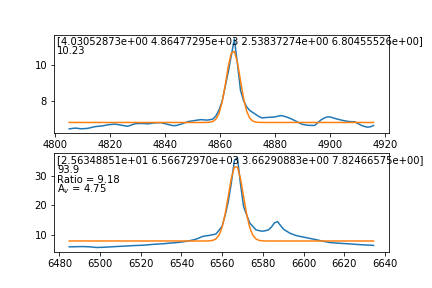 [4.03052873e+00 4.86477295e+03 2.53837274e+00 6.80455526e+00]
10.23
10
8
4800 4820 4840 4860 4880 4900 4920
[2.56348851e+01 6.56672970e+03 3.66290883e+00 7.82466575e+00]
93.9
Ratio = 9.18
Aᵥ = 4.75
30
20
10
6480 6500 6520 6540 6560 6580 6600 6620 6640